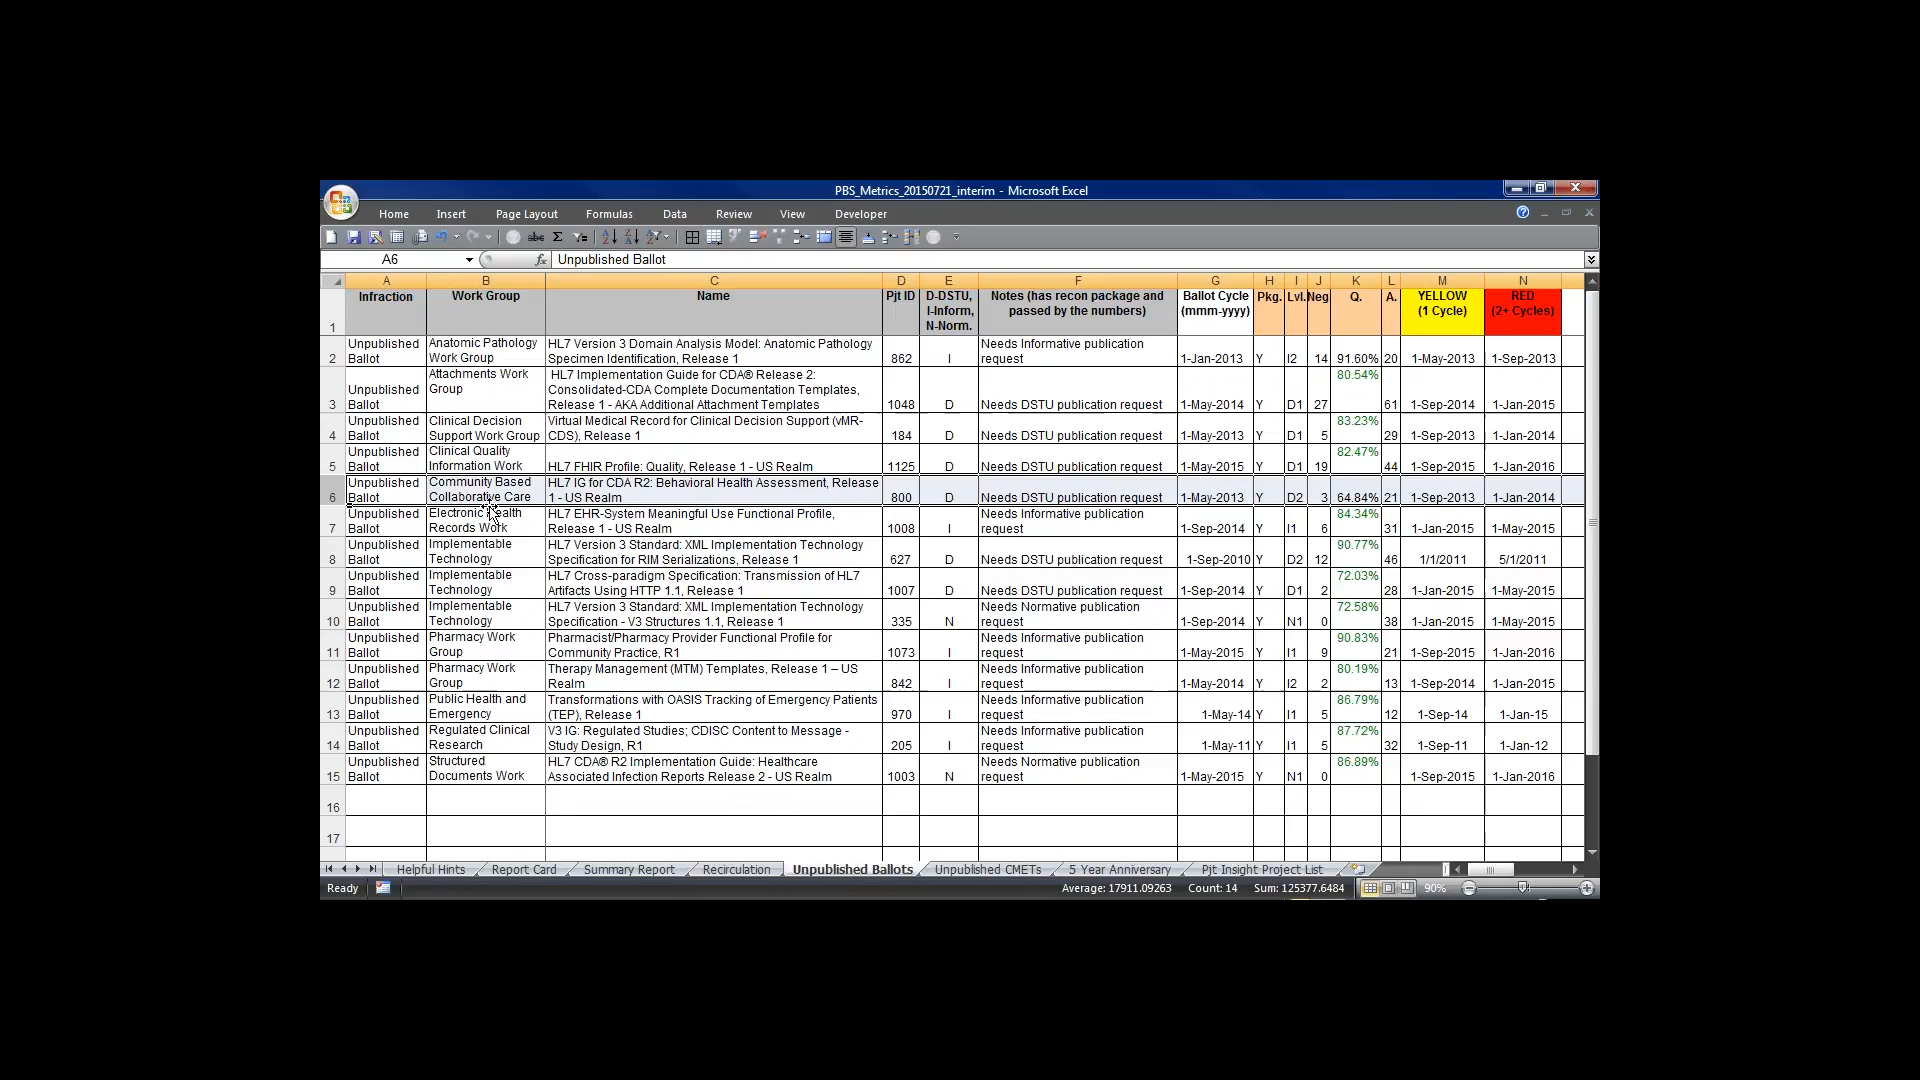 PBS_Metrics_20150721_interim - Microsoft Excel
Home Insert Page Layout Formulas Data Review View Developer
A6 fx Unpublished Ballot
A B C D E F G H I J K L M N
1 Infraction Work Group Name Pjt ID D-DSTU, I-Inform, N-Norm. Notes (has recon package and passed by the numbers) Ballot Cycle (mmm-yyyy) Pkg. Lvl. Neg Q. A. YELLOW (1 Cycle) RED (2+ Cycles)
2 Unpublished Ballot Anatomic Pathology Work Group HL7 Version 3 Domain Analysis Model: Anatomic Pathology Specimen Identification, Release 1 862 I Needs Informative publication request 1-Jan-2013 Y I2 14 91.60% 20 1-May-2013 1-Sep-2013
3 Unpublished Ballot Attachments Work Group HL7 Implementation Guide for CDA® Release 2: Consolidated-CDA Complete Documentation Templates, Release 1 - AKA Additional Attachment Templates 1048 D Needs DSTU publication request 1-May-2014 Y D1 27 80.54% 61 1-Sep-2014 1-Jan-2015
4 Unpublished Ballot Clinical Decision Support Work Group Virtual Medical Record for Clinical Decision Support (vMR-CDS), Release 1 184 D Needs DSTU publication request 1-May-2013 Y D1 5 83.23% 29 1-Sep-2013 1-Jan-2014
5 Unpublished Ballot Clinical Quality Information Work HL7 FHIR Profile: Quality, Release 1 - US Realm 1125 D Needs DSTU publication request 1-May-2015 Y D1 19 82.47% 44 1-Sep-2015 1-Jan-2016
6 Unpublished Ballot Community Based Collaborative Care HL7 IG for CDA R2: Behavioral Health Assessment, Release 1 - US Realm 800 D Needs DSTU publication request 1-May-2013 Y D2 3 64.84% 21 1-Sep-2013 1-Jan-2014
7 Unpublished Ballot Electronic Health Records Work HL7 EHR-System Meaningful Use Functional Profile, Release 1 - US Realm 1008 I Needs Informative publication request 1-Sep-2014 Y I1 6 84.34% 31 1-Jan-2015 1-May-2015
8 Unpublished Ballot Implementable Technology HL7 Version 3 Standard: XML Implementation Technology Specification for RIM Serializations, Release 1 627 D Needs DSTU publication request 1-Sep-2010 Y D2 12 90.77% 46 1/1/2011 5/1/2011
9 Unpublished Ballot Implementable Technology HL7 Cross-paradigm Specification: Transmission of HL7 Artifacts Using HTTP 1.1, Release 1 1007 D Needs DSTU publication request 1-Sep-2014 Y D1 2 72.03% 28 1-Jan-2015 1-May-2015
10 Unpublished Ballot Implementable Technology HL7 Version 3 Standard: XML Implementation Technology Specification - V3 Structures 1.1, Release 1 335 N Needs Normative publication request 1-Sep-2014 Y N1 0 72.58% 38 1-Jan-2015 1-May-2015
11 Unpublished Ballot Pharmacy Work Group Pharmacist/Pharmacy Provider Functional Profile for Community Practice, R1 1073 I Needs Informative publication request 1-May-2015 Y I1 9 90.83% 21 1-Sep-2015 1-Jan-2016
12 Unpublished Ballot Pharmacy Work Group Therapy Management (MTM) Templates, Release 1 – US Realm 842 I Needs Informative publication request 1-May-2014 Y I2 2 80.19% 13 1-Sep-2014 1-Jan-2015
13 Unpublished Ballot Public Health and Emergency Transformations with OASIS Tracking of Emergency Patients (TEP), Release 1 970 I Needs Informative publication request 1-May-14 Y I1 5 86.79% 12 1-Sep-14 1-Jan-15
14 Unpublished Ballot Regulated Clinical Research V3 IG: Regulated Studies; CDISC Content to Message - Study Design, R1 205 I Needs Informative publication request 1-May-11 Y I1 5 87.72% 32 1-Sep-11 1-Jan-12
15 Unpublished Ballot Structured Documents Work HL7 CDA® R2 Implementation Guide: Healthcare Associated Infection Reports Release 2 - US Realm 1003 N Needs Normative publication request 1-May-2015 Y N1 0 86.89% 1-Sep-2015 1-Jan-2016
16
17
Helpful Hints Report Card Summary Report Recirculation Unpublished Ballots Unpublished CMETs 5 Year Anniversary Pjt Insight Project List
Ready Average: 17911.09263 Count: 14 Sum: 125377.6484 90%